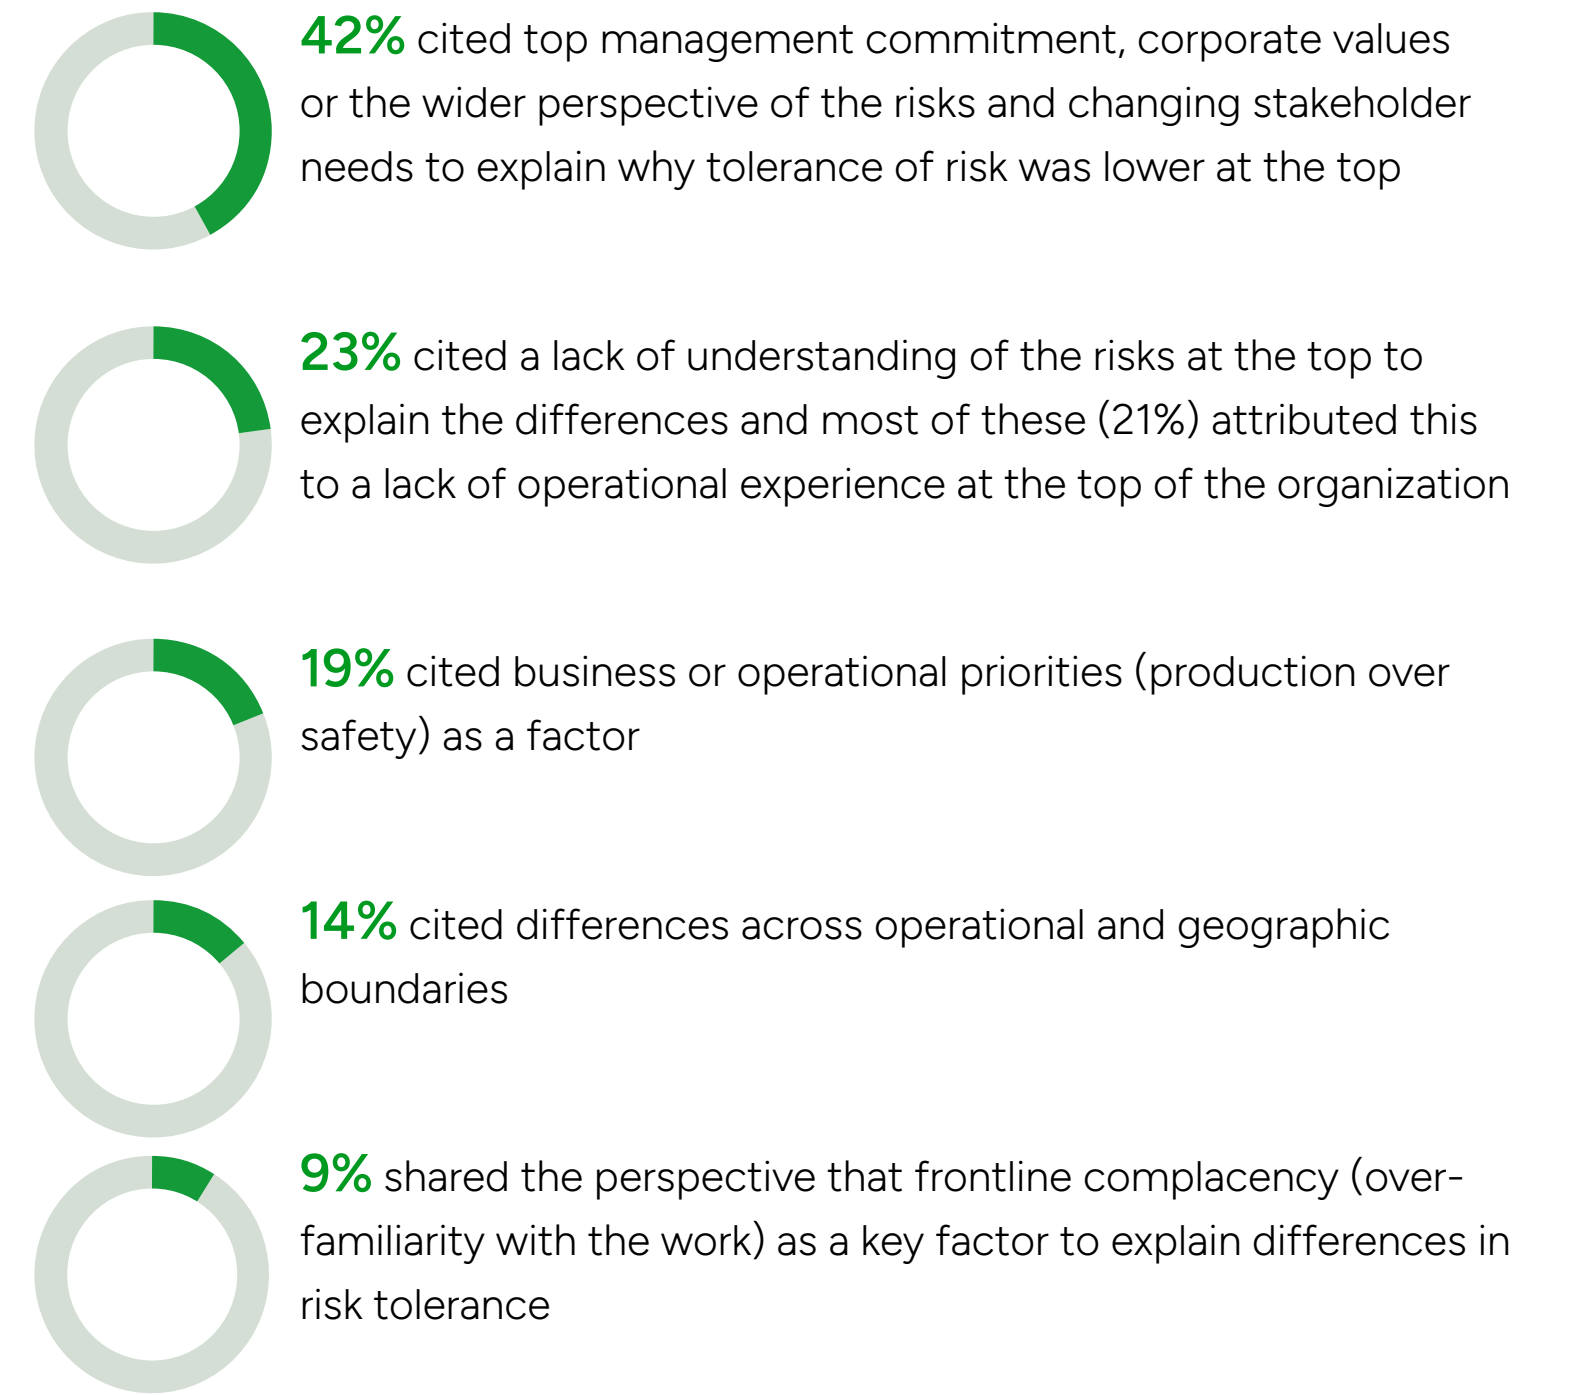 42% cited top management commitment, corporate values
or the wider perspective of the risks and changing stakeholder
needs to explain why tolerance of risk was lower at the top
23% cited a lack of understanding of the risks at the top to
explain the differences and most of these (21%) attributed this
to a lack of operational experience at the top of the organization
19% cited business or operational priorities (production over
safety) as a factor
14% cited differences across operational and geographic
boundaries
9% shared the perspective that frontline complacency (over-
familiarity with the work) as a key factor to explain differences in
risk tolerance